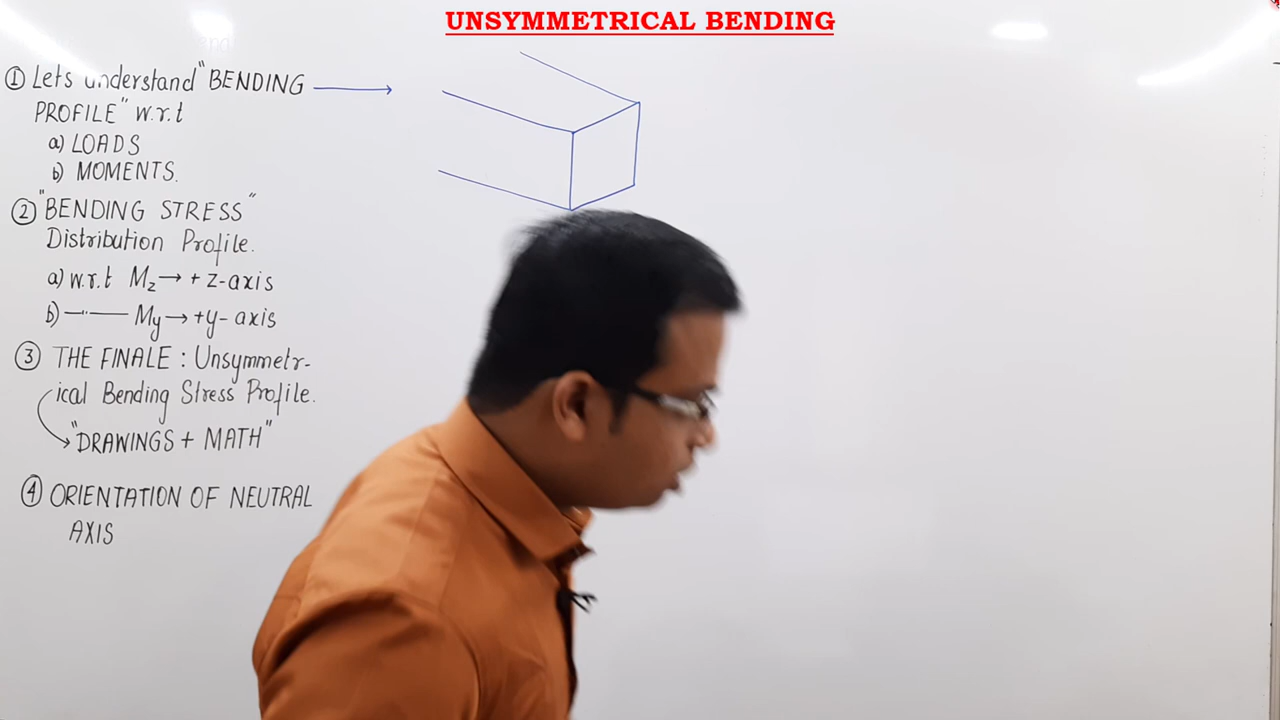 UNSYMMETRICAL BENDING
① Lets understand "BENDING
PROFILE" w.r.t
a) LOADS
b) MOMENTS.
② "BENDING STRESS"
Distribution Profile.
a) w.r.t Mz → + z-axis
b) —〃— My → +y- axis
③ THE FINALE : Unsymmetr-
ical Bending Stress Profile.
"DRAWINGS + MATH"
④ ORIENTATION OF NEUTRAL
AXIS